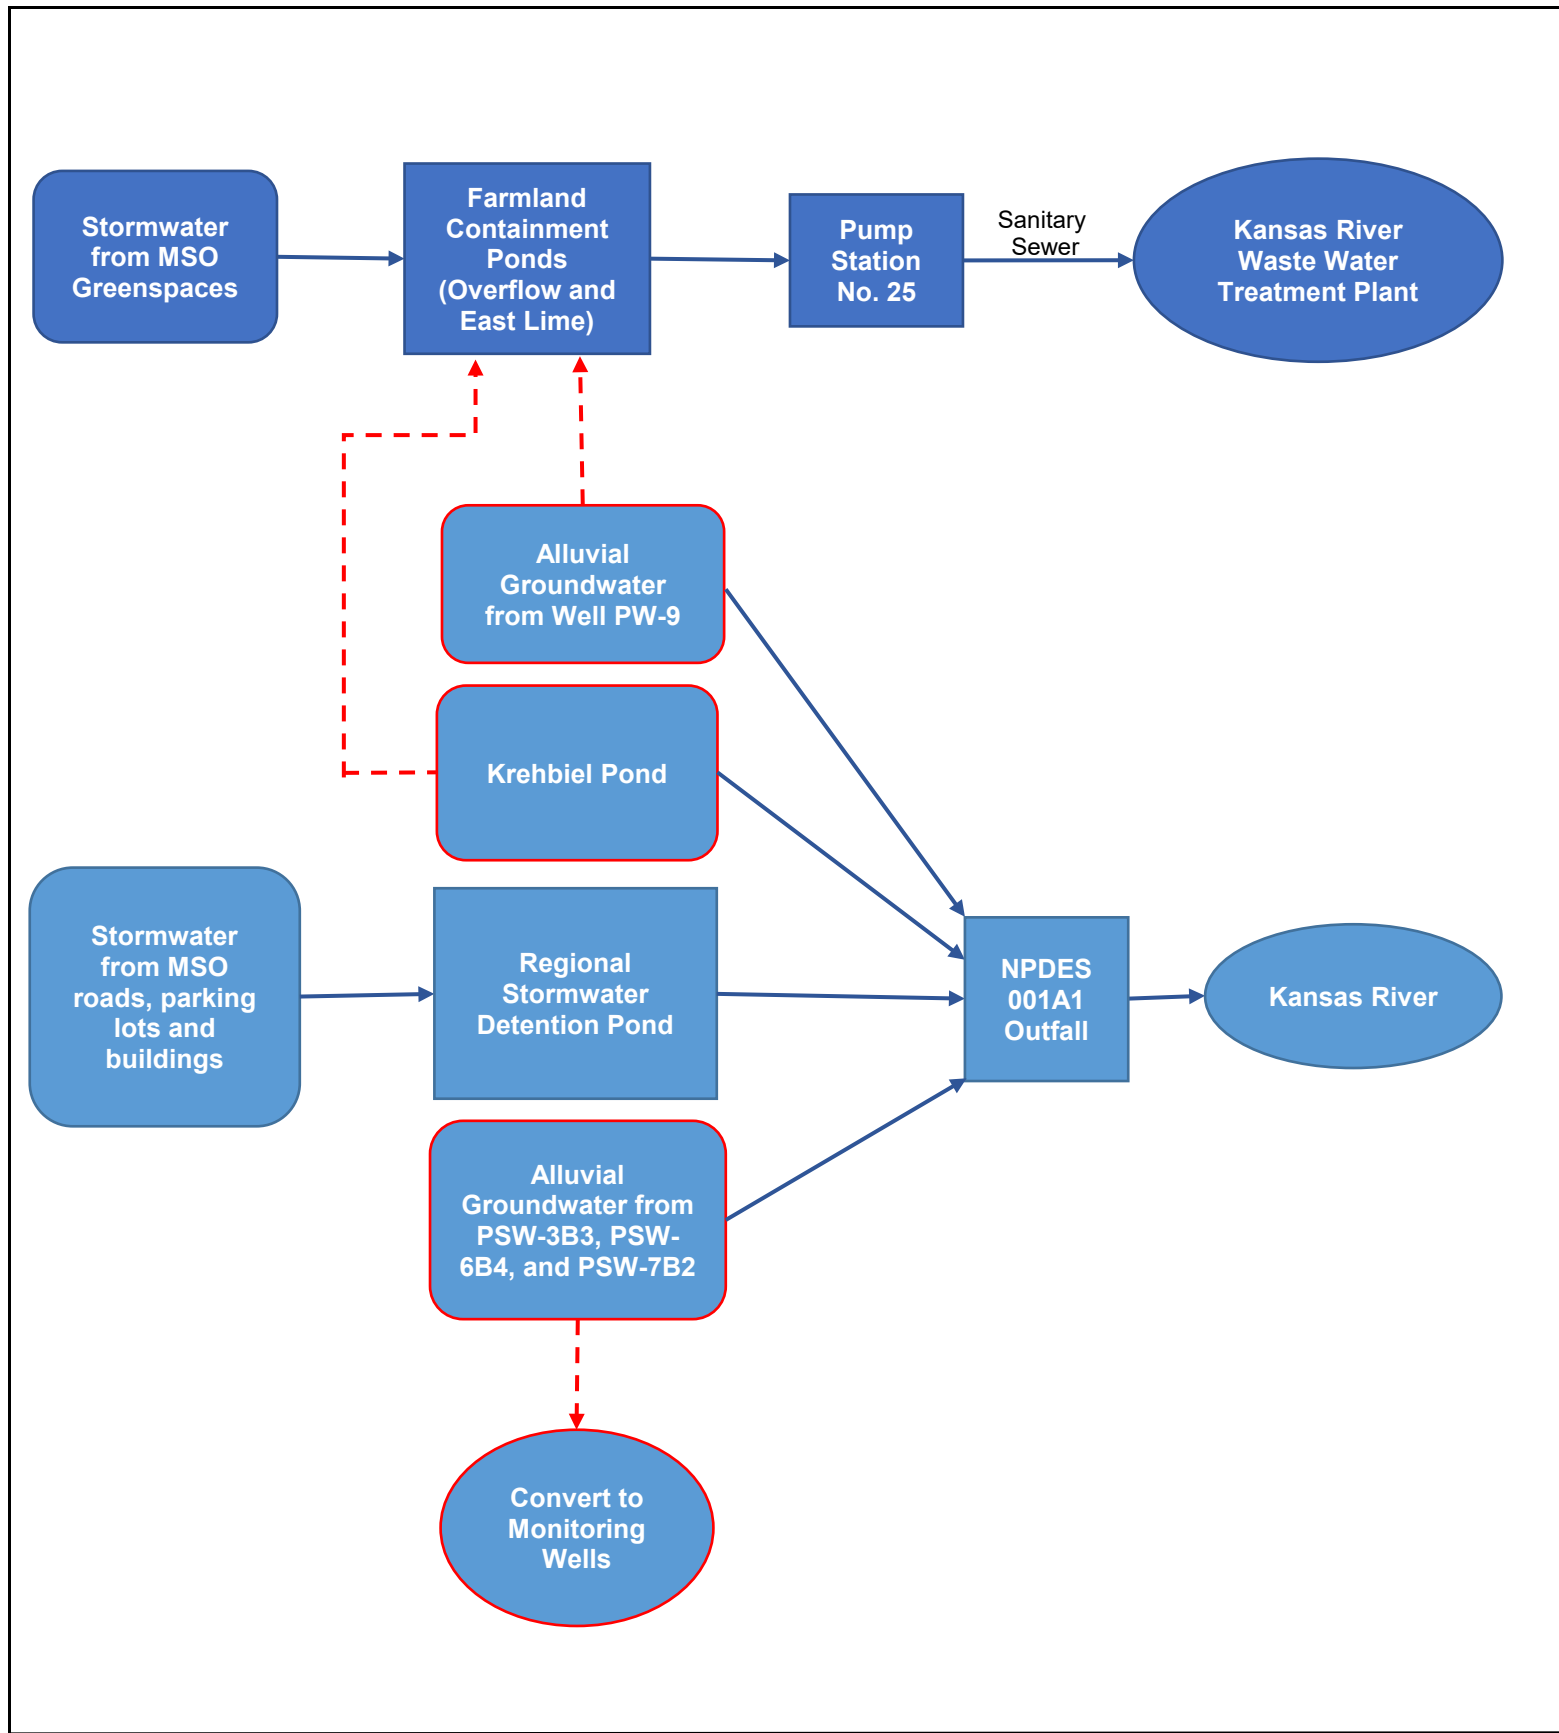 Stormwater
from MSO
Greenspaces
Farmland
Containment
Ponds
(Overflow and
East Lime)
Pump
Station
No. 25
Sanitary
Sewer
Kansas River
Waste Water
Treatment Plant
Alluvial
Groundwater
from Well PW-9
Krehbiel Pond
Stormwater
from MSO
roads, parking
lots and
buildings
Regional
Stormwater
Detention Pond
NPDES
001A1
Outfall
Kansas River
Alluvial
Groundwater from
PSW-3B3, PSW-
6B4, and PSW-7B2
Convert to
Monitoring
Wells